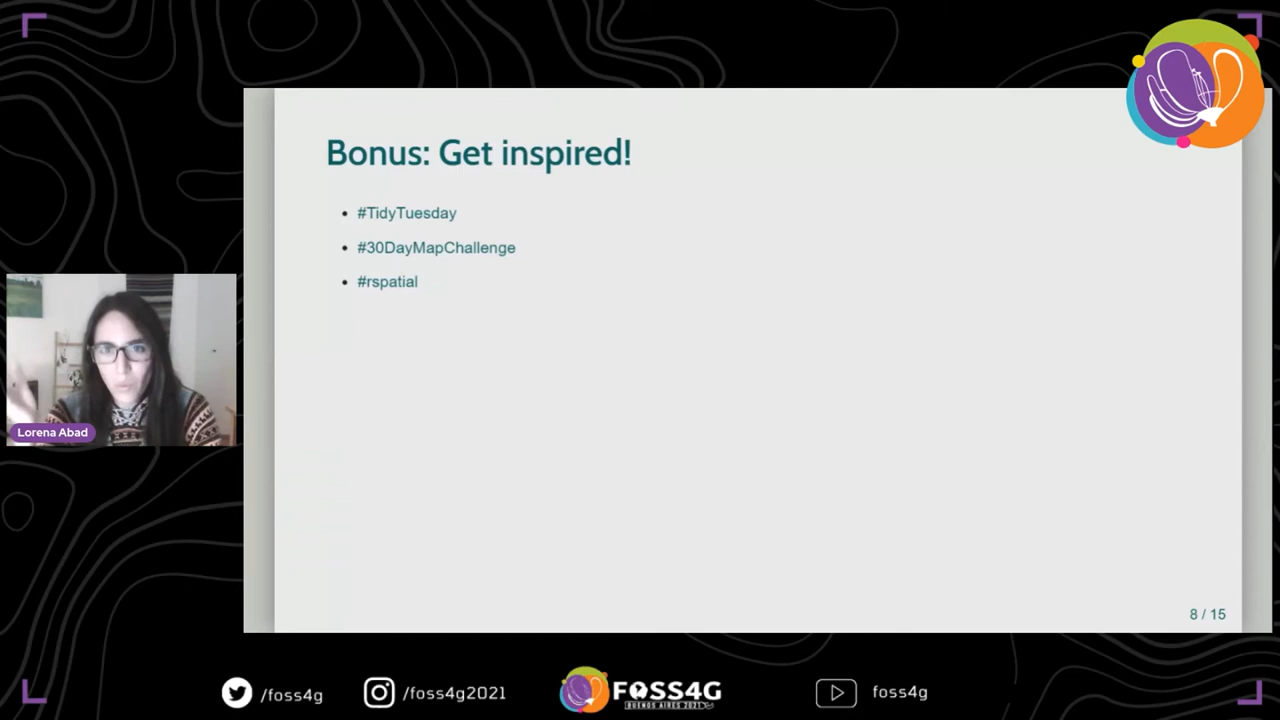 Bonus: Get inspired!
• #TidyTuesday
• #30DayMapChallenge
• #rspatial
Lorena Abad
8 / 15
/foss4g
/foss4g2021
FOSS4G
BUENOS AIRES 2021
foss4g